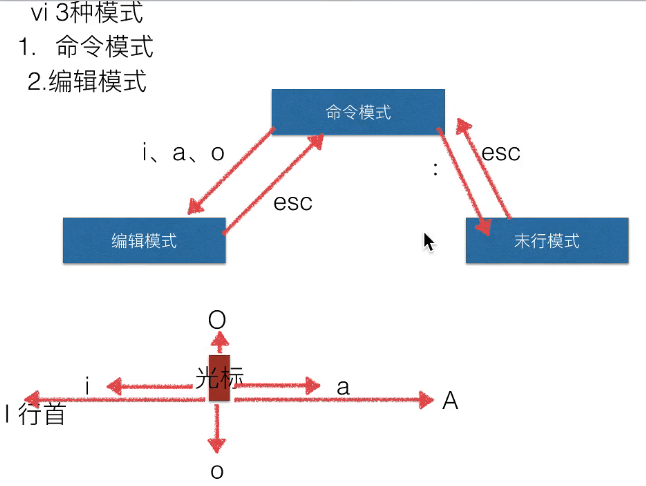 vi 3种模式
1. 命令模式
2.编辑模式
命令模式
i、a、o
:
esc
esc
编辑模式
末行模式
O
光标
i
a
I 行首
A
o